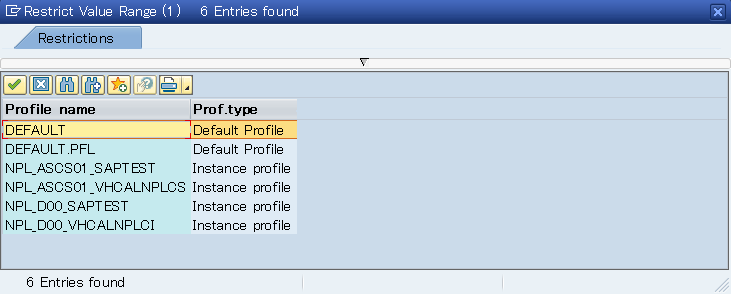 Restrict Value Range (1) 6 Entries found
Restrictions
Profile name Prof.type
DEFAULT Default Profile
DEFAULT.PFL Default Profile
NPL_ASCS01_SAPTEST Instance profile
NPL_ASCS01_VHCALNPLCS Instance profile
NPL_D00_SAPTEST Instance profile
NPL_D00_VHCALNPLCI Instance profile
6 Entries found